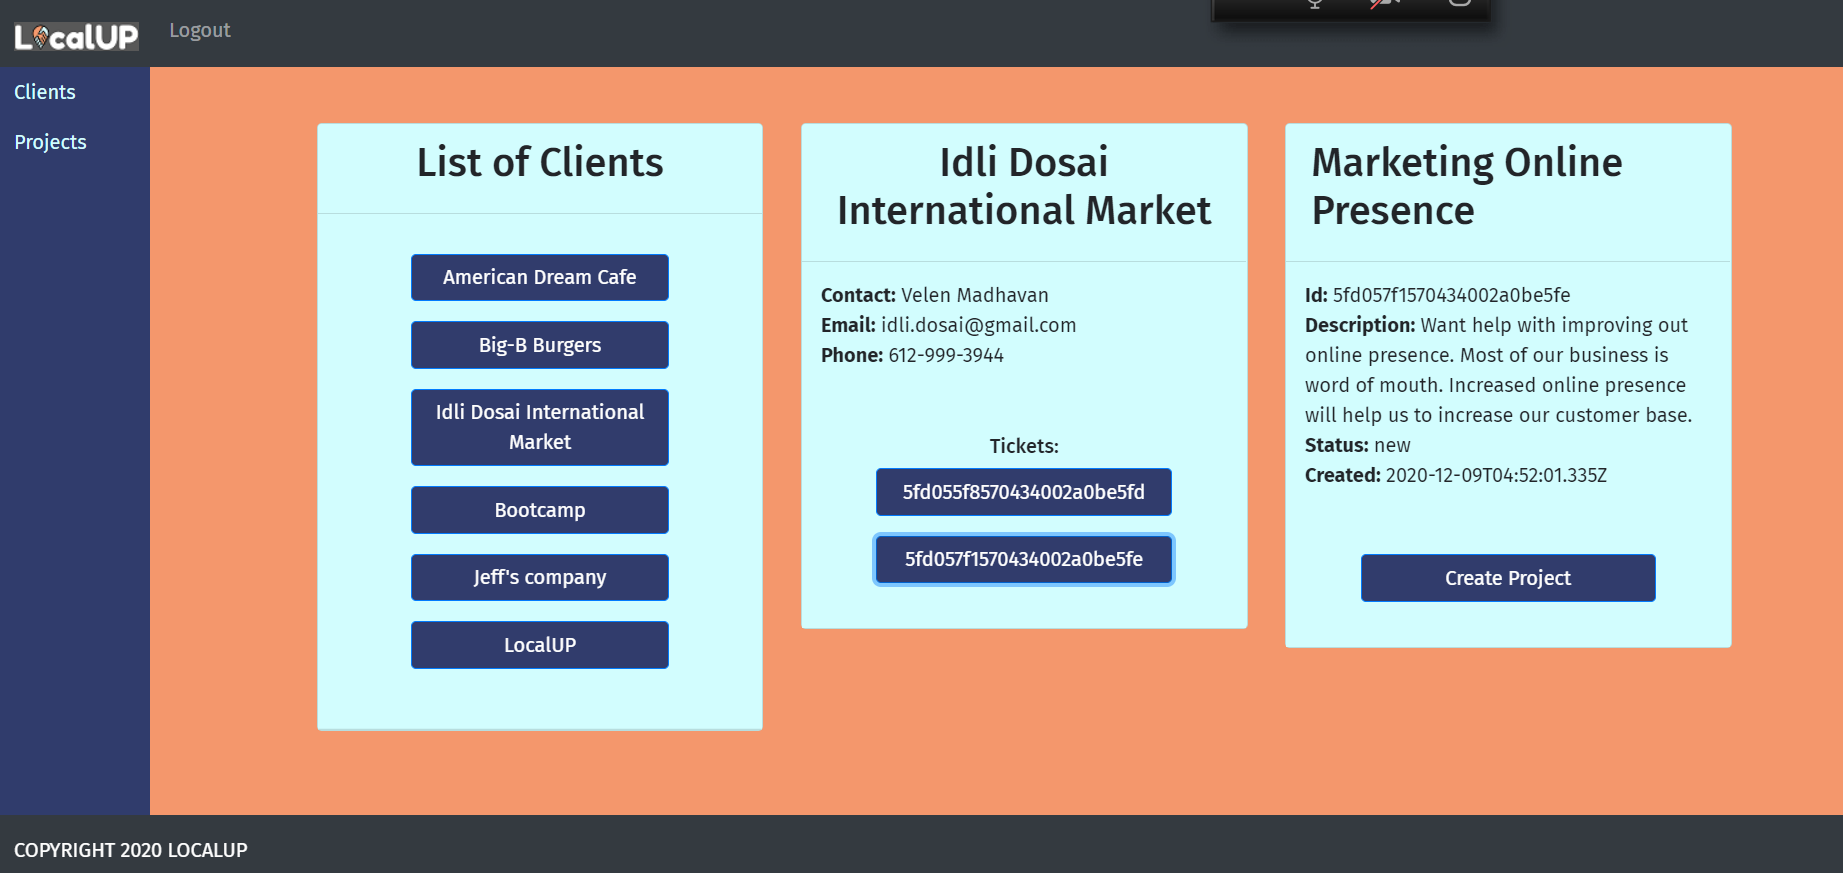 LocalUP
Logout
Clients
Projects
List of Clients
American Dream Cafe
Big-B Burgers
Idli Dosai International
Market
Bootcamp
Jeff's company
LocalUP
Idli Dosai
International Market
Contact: Velen Madhavan
Email: idli.dosai@gmail.com
Phone: 612-999-3944
Tickets:
5fd055f8570434002a0be5fd
5fd057f1570434002a0be5fe
Marketing Online
Presence
Id: 5fd057f1570434002a0be5fe
Description: Want help with improving out
online presence. Most of our business is
word of mouth. Increased online presence
will help us to increase our customer base.
Status: new
Created: 2020-12-09T04:52:01.335Z
Create Project
COPYRIGHT 2020 LOCALUP